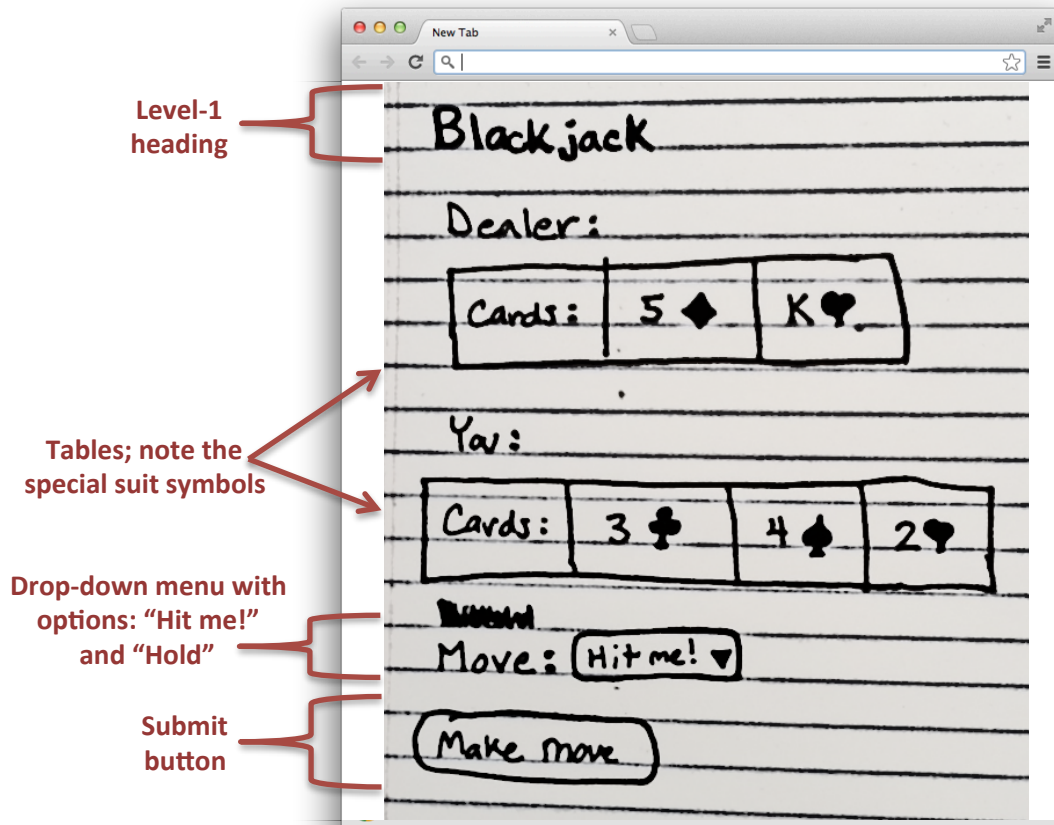 New Tab
Level-1
heading
Blackjack
Dealer:
Cards: 5 ♦ K ♥
Tables; note the
special suit symbols
You:
Cards: 3 ♣ 4 ♠ 2 ♥
Drop-down menu with
options: “Hit me!”
and “Hold”
Move: Hit me! ▼
Submit
button
Make move